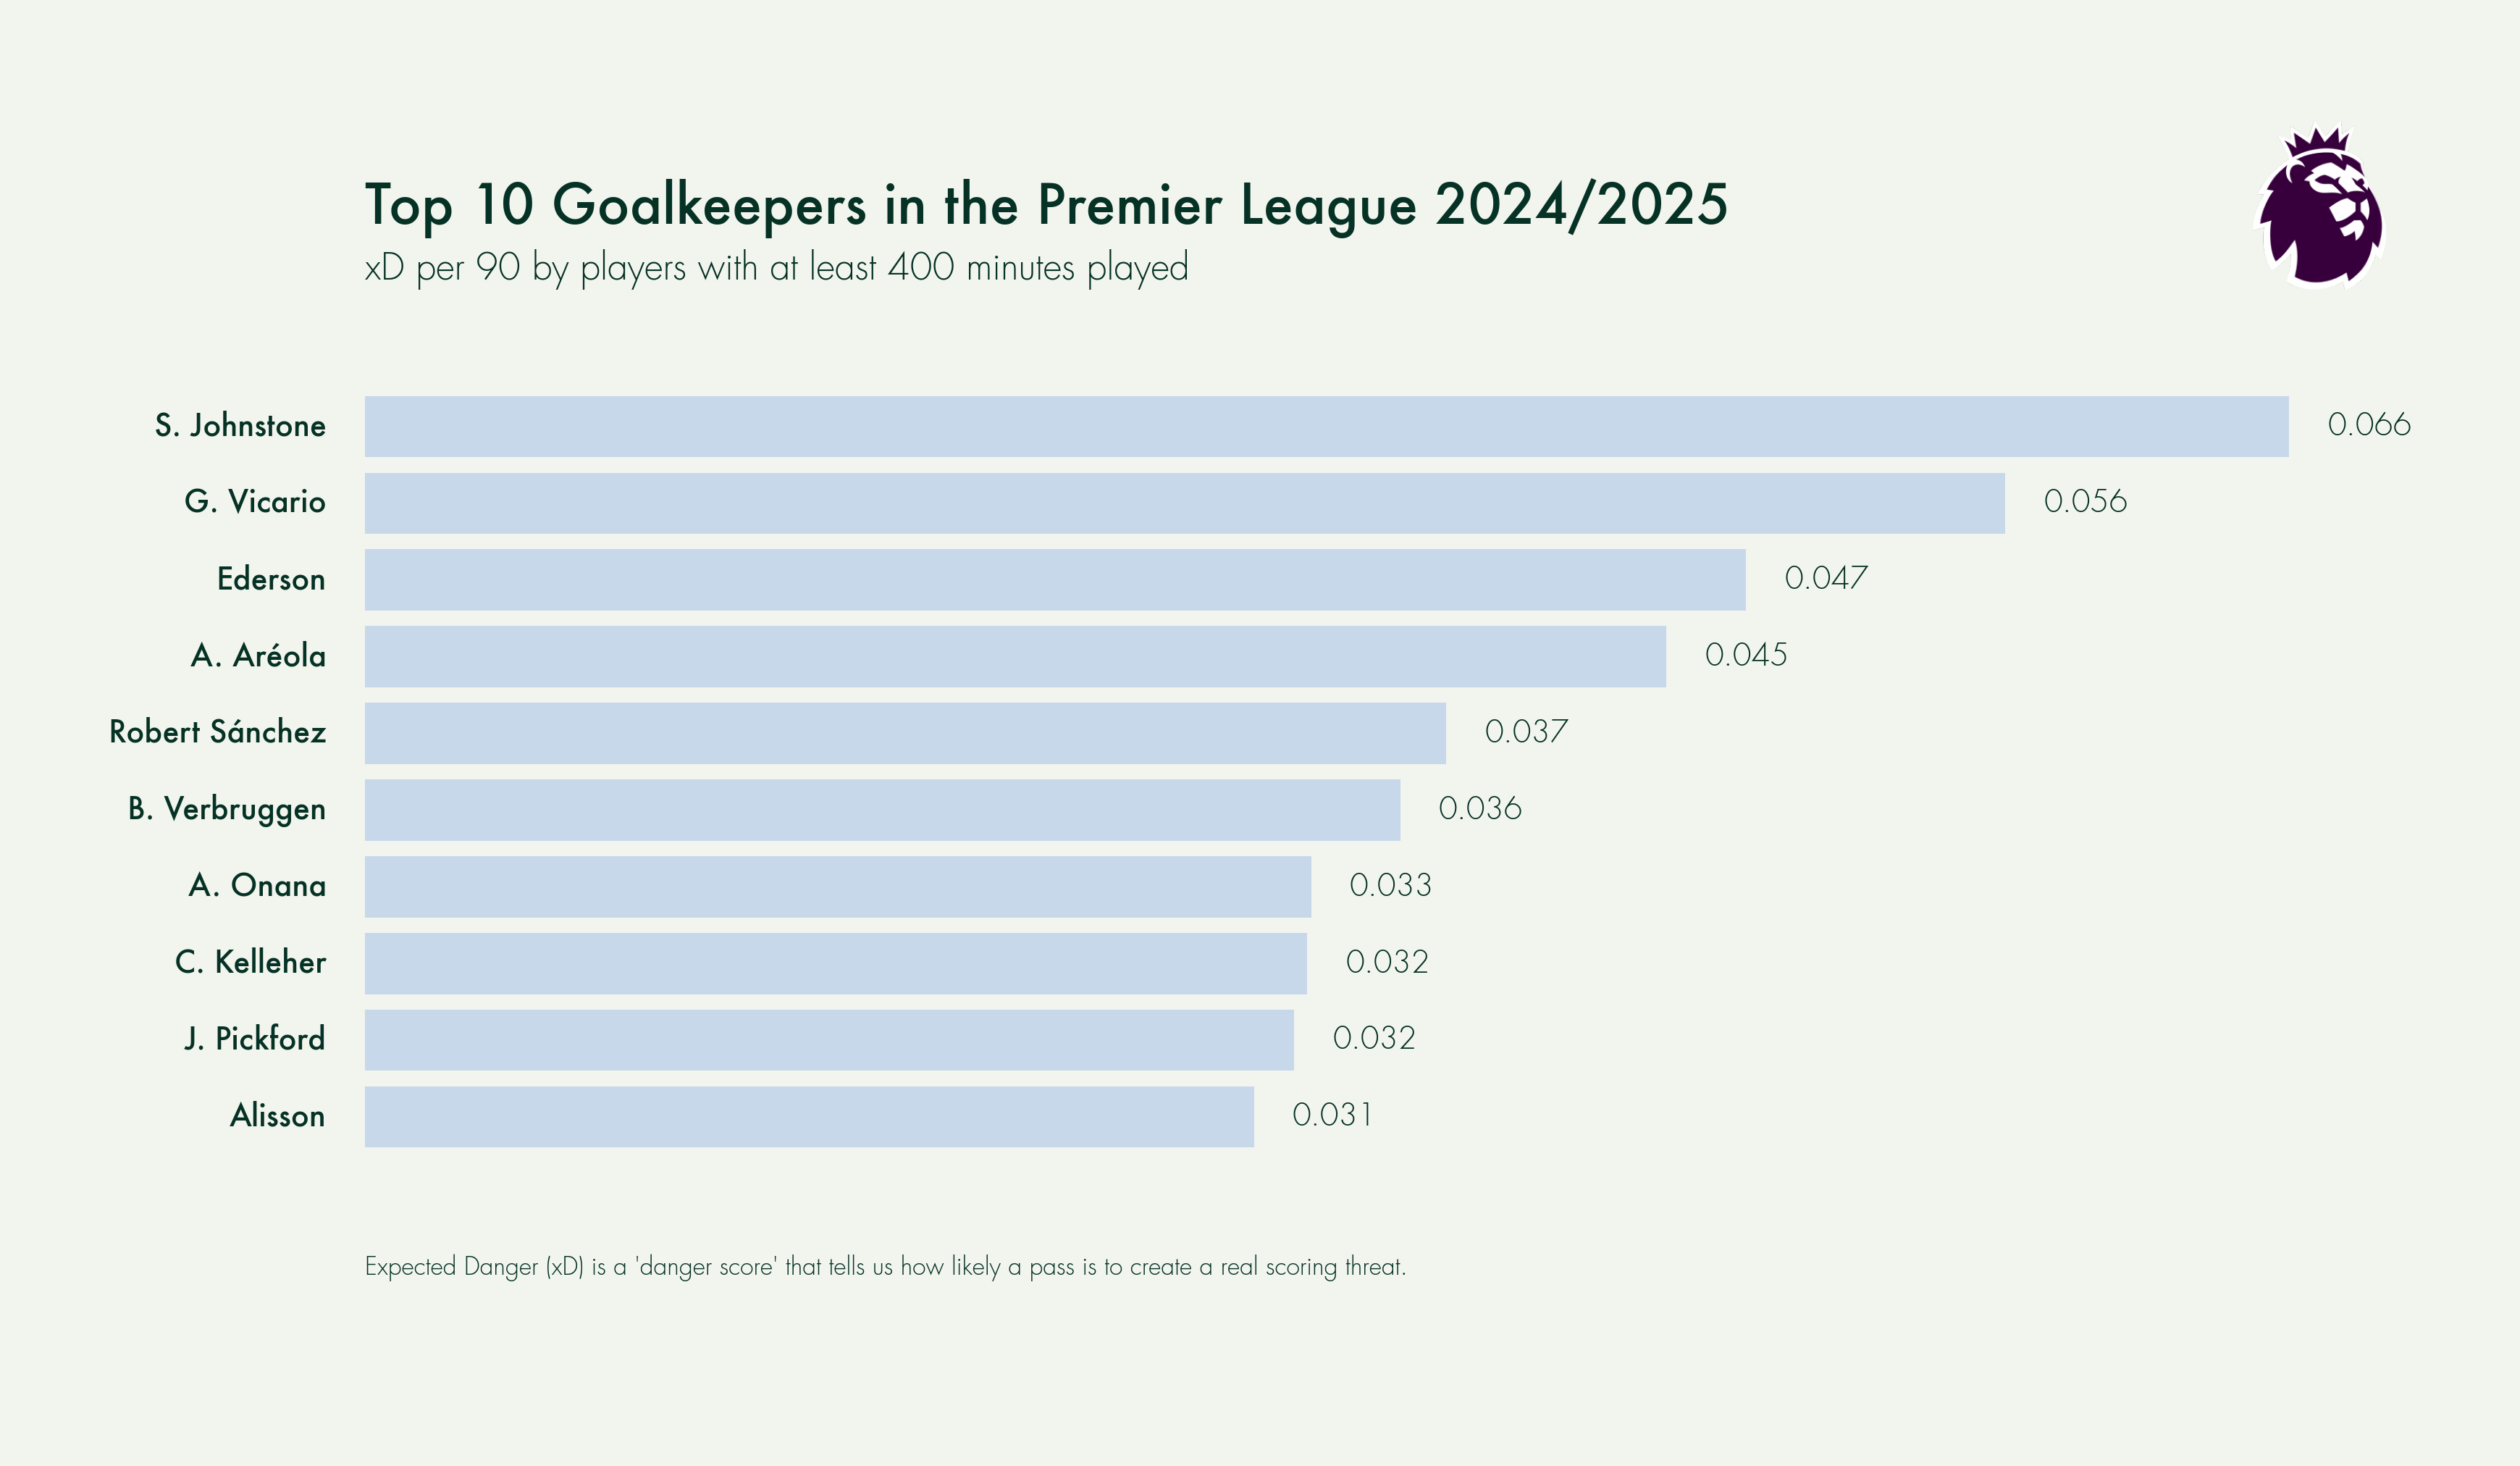 Top 10 Goalkeepers in the Premier League 2024/2025
xD per 90 by players with at least 400 minutes played
S. Johnstone 0.066
G. Vicario 0.056
Ederson 0.047
A. Aréola 0.045
Robert Sánchez 0.037
B. Verbruggen 0.036
A. Onana 0.033
C. Kelleher 0.032
J. Pickford 0.032
Alisson 0.031
Expected Danger (xD) is a 'danger score' that tells us how likely a pass is to create a real scoring threat.